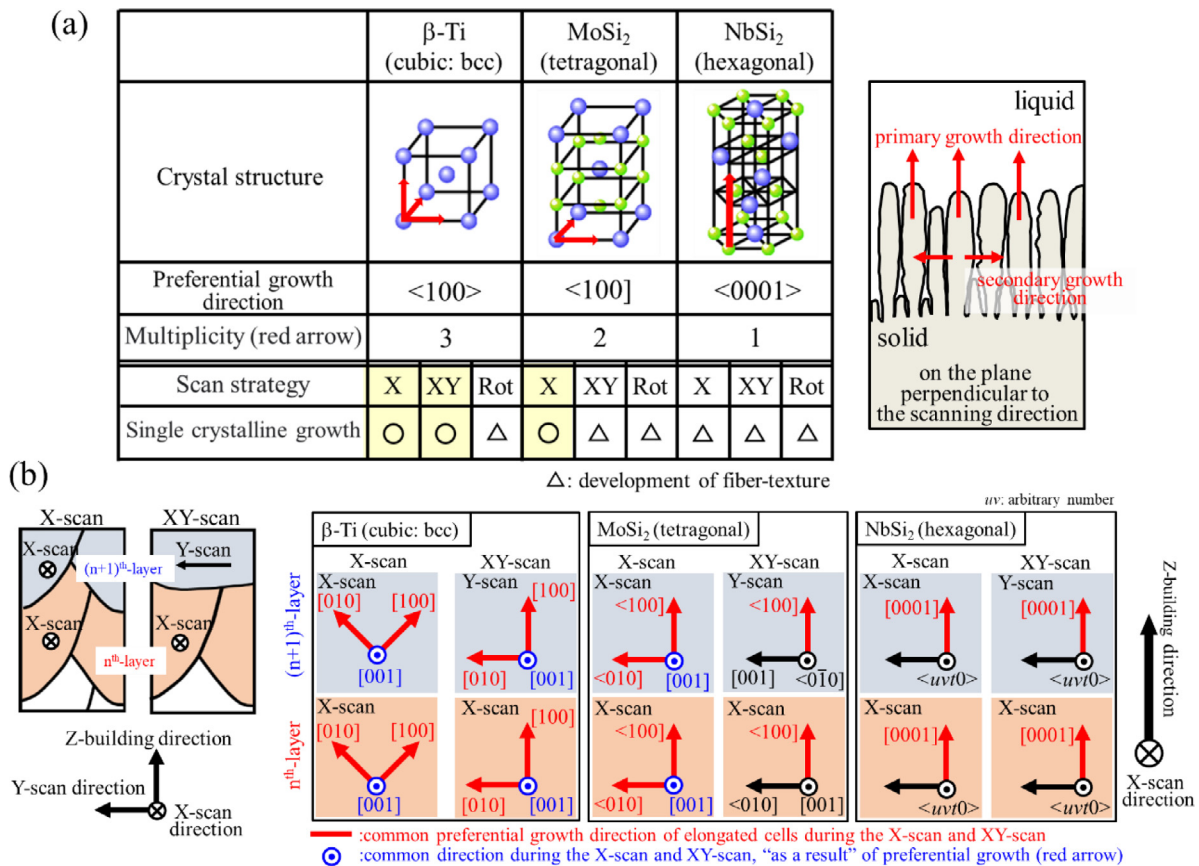 (a)
β-Ti
(cubic: bcc)
MoSi2
(tetragonal)
NbSi2
(hexagonal)
Crystal structure
Preferential growth
direction
<100>
<100]
<0001>
Multiplicity (red arrow)
3
2
1
Scan strategy
X
XY
Rot
X
XY
Rot
X
XY
Rot
Single crystalline growth
○
○
△
○
△
△
△
△
△
△: development of fiber-texture
liquid
primary growth direction
secondary growth
direction
solid
on the plane
perpendicular to
the scanning direction
(b)
X-scan
XY-scan
X-scan
Y-scan
(n+1)th-layer
X-scan
X-scan
nth-layer
Z-building direction
Y-scan direction
X-scan
direction
uv: arbitrary number
β-Ti (cubic: bcc)
X-scan
XY-scan
(n+1)th-layer
X-scan
[010]
[100]
[001]
Y-scan
[100]
[010]
[001]
nth-layer
X-scan
[010]
[100]
[001]
X-scan
[100]
[010]
[001]
MoSi2 (tetragonal)
X-scan
XY-scan
X-scan
<100]
<010]
[001]
Y-scan
<100]
[001]
<01̄0]
X-scan
<100]
<010]
[001]
X-scan
<100]
<010]
[001]
NbSi2 (hexagonal)
X-scan
XY-scan
X-scan
[0001]
<uvt0>
Y-scan
[0001]
<uvt0>
X-scan
[0001]
<uvt0>
X-scan
[0001]
<uvt0>
Z-building direction
X-scan
direction
:common preferential growth direction of elongated cells during the X-scan and XY-scan
:common direction during the X-scan and XY-scan, “as a result” of preferential growth (red arrow)